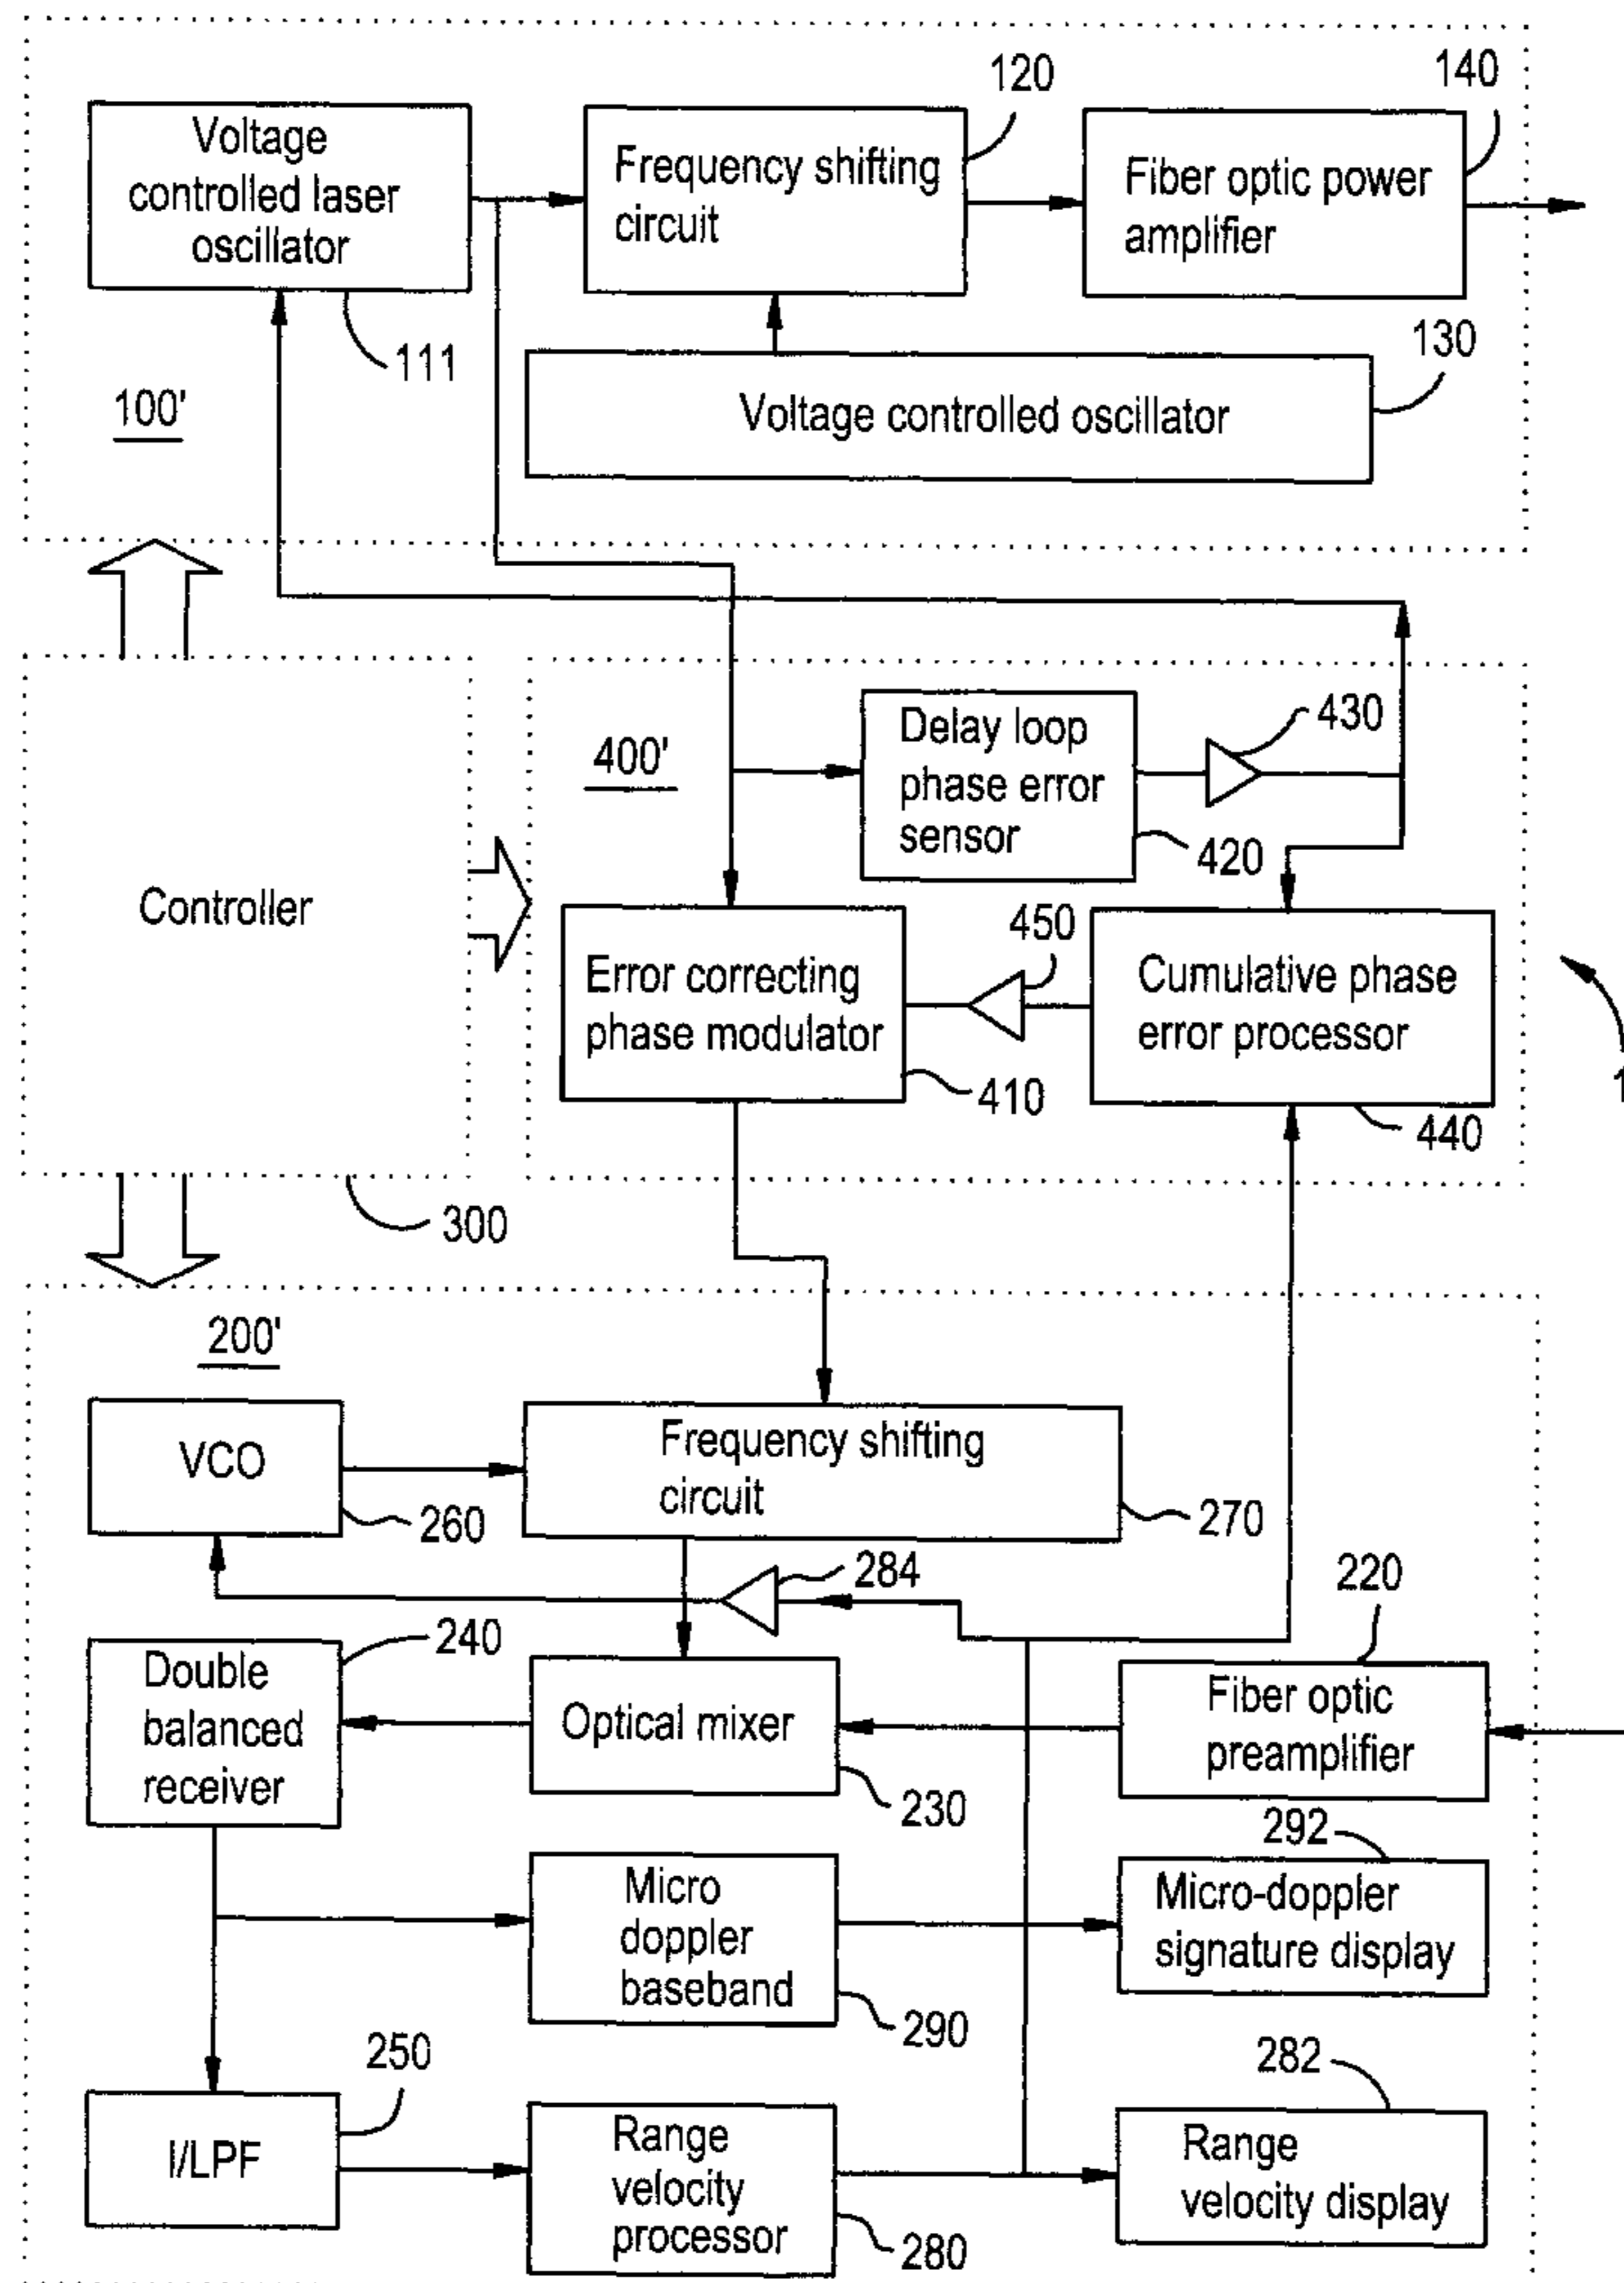 120
140
Voltage
controlled laser
oscillator
Frequency shifting
circuit
Fiber optic power
amplifier
111
130
100'
Voltage controlled oscillator
430
400'
Delay loop
phase error
sensor
420
Controller
450
Error correcting
phase modulator
Cumulative phase
error processor
1
410
440
300
200'
VCO
Frequency shifting
circuit
260
270
284
220
240
Double
balanced
receiver
Optical mixer
Fiber optic
preamplifier
230
292
Micro
doppler
baseband
Micro-doppler
signature display
290
250
282
I/LPF
Range
velocity
processor
Range
velocity display
280